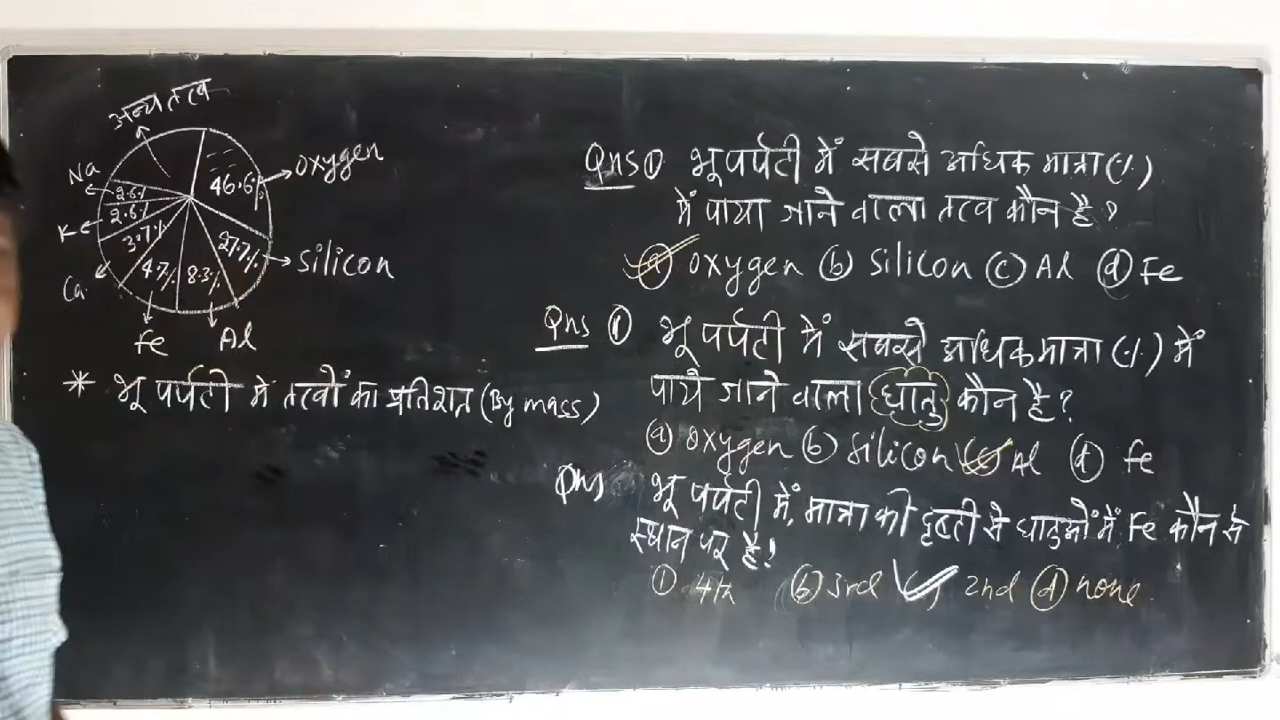 अन्य तत्व
Na
2.6%
K
2.6%
Ca
3.7%
4.7%
Fe
8.3%
Al
27.7%
silicon
46.6%
oxygen
* भू पर्पटी में तत्वों का प्रतिशत (By mass)
Qns ① भू पर्पटी में सबसे अधिक मात्रा (%)
में पाया जाने वाला तत्व कौन है?
ⓐ oxygen ⓑ silicon ⓒ Al ⓓ Fe
Qns ① भू पर्पटी में सबसे अधिक मात्रा (%) में
पाये जाने वाला धातु कौन है?
ⓐ oxygen ⓑ silicon ⓒ Al ⓓ fe
Qns भू पर्पटी में, मात्रा की दृष्टी से धातुओं में Fe कौन से
स्थान पर है?
① 4th ⓑ 3rd 2nd ⓓ none.